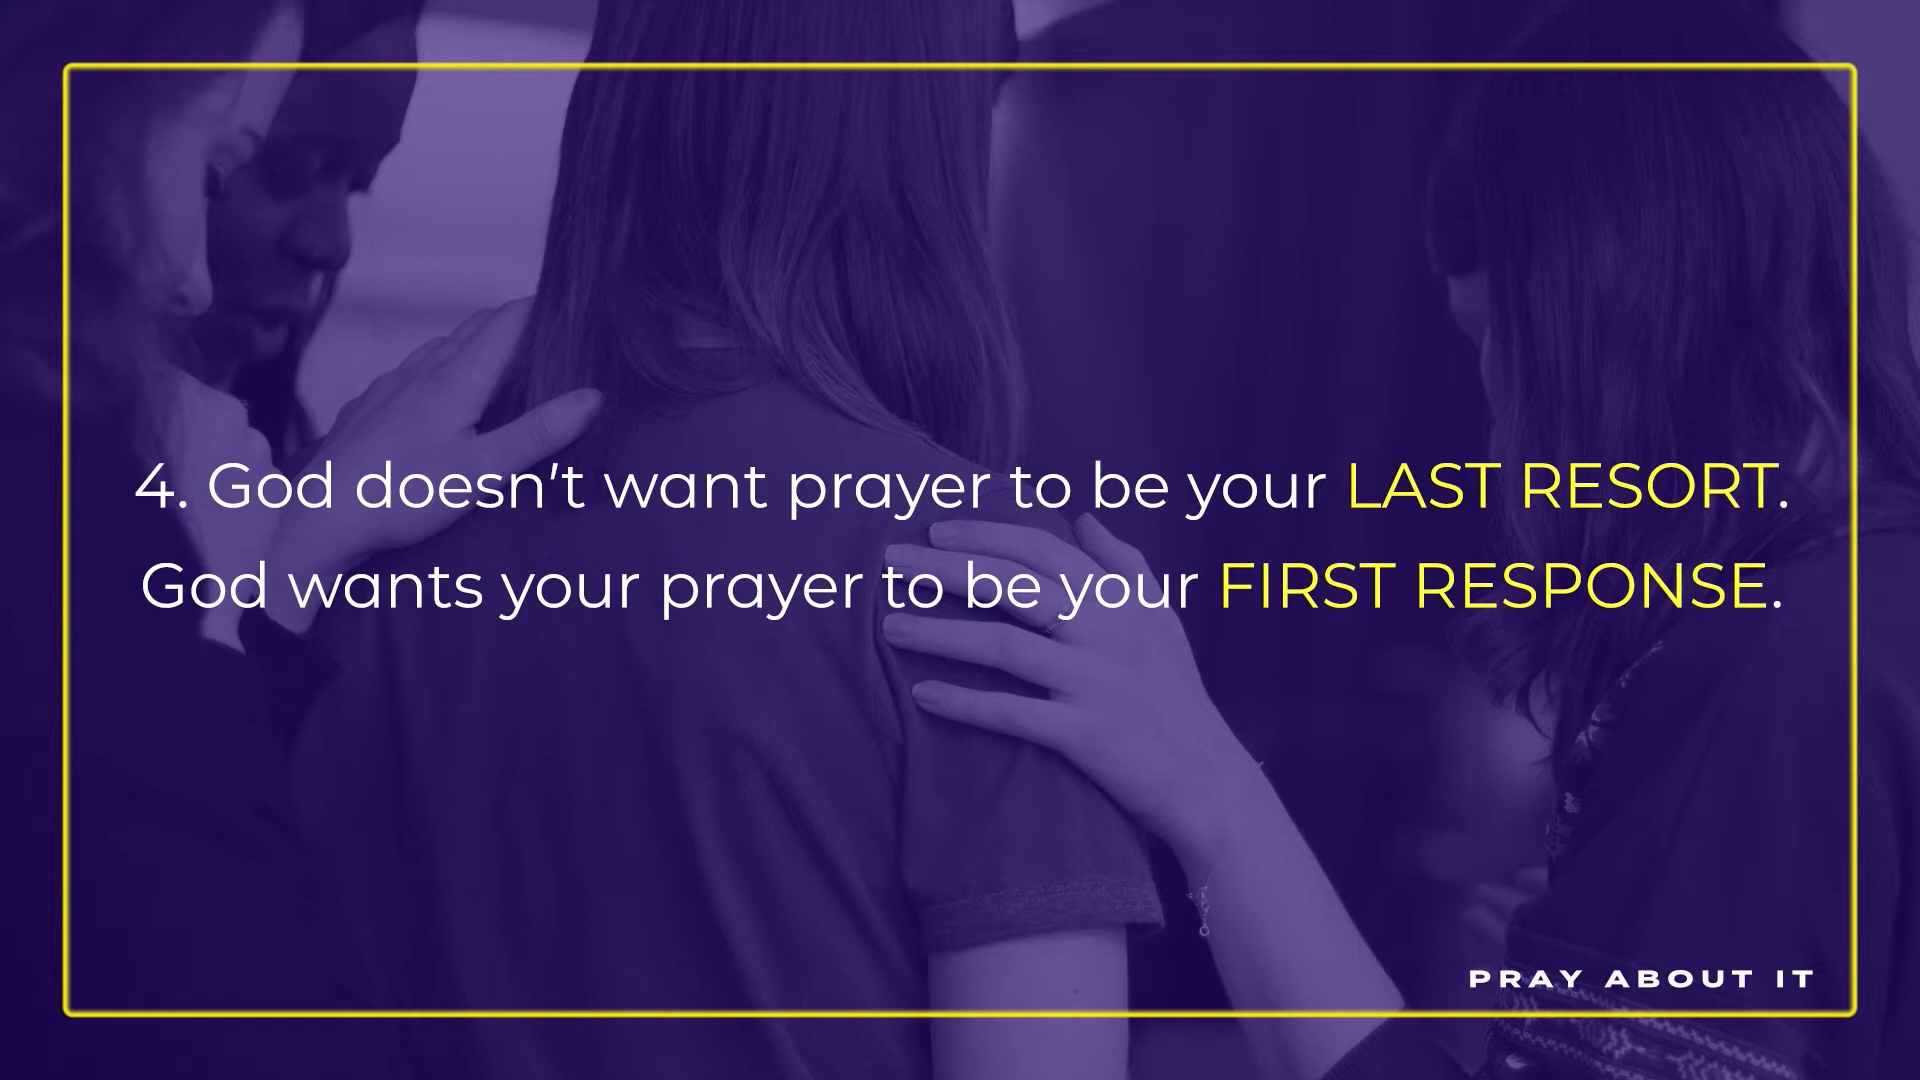 4. God doesn't want prayer to be your LAST RESORT.
God wants your prayer to be your FIRST RESPONSE.
PRAY ABOUT IT